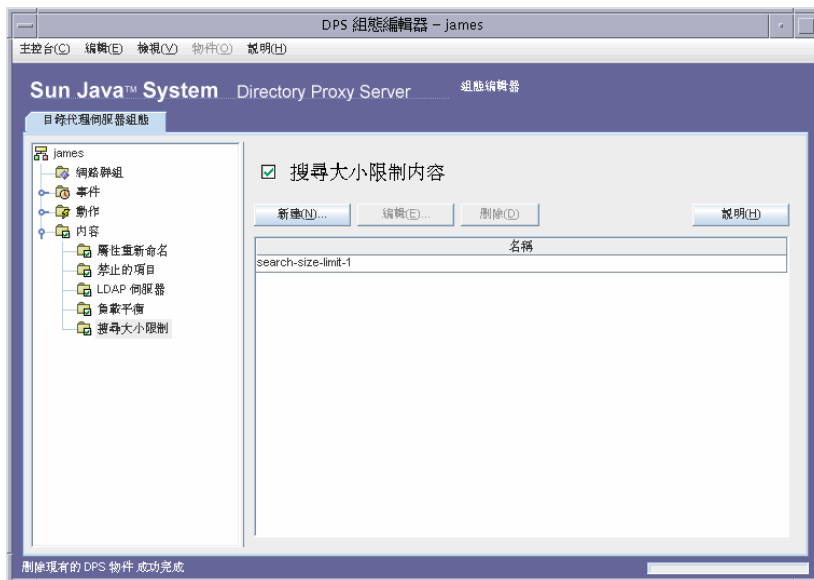 DPS 組態編輯器 – james
主控台(C) 編輯(E) 檢視(V) 物件(O) 說明(H)
Sun Java™ System Directory Proxy Server 組態編輯器
目錄代理伺服器組態
james
網路群組
事件
動作
內容
屬性重新命名
禁止的項目
LDAP 伺服器
負載平衡
搜尋大小限制
搜尋大小限制內容
新建(N)... 編輯(E)... 刪除(D) 說明(H)
名稱
search-size-limit-1
刪除現有的 DPS 物件 成功完成